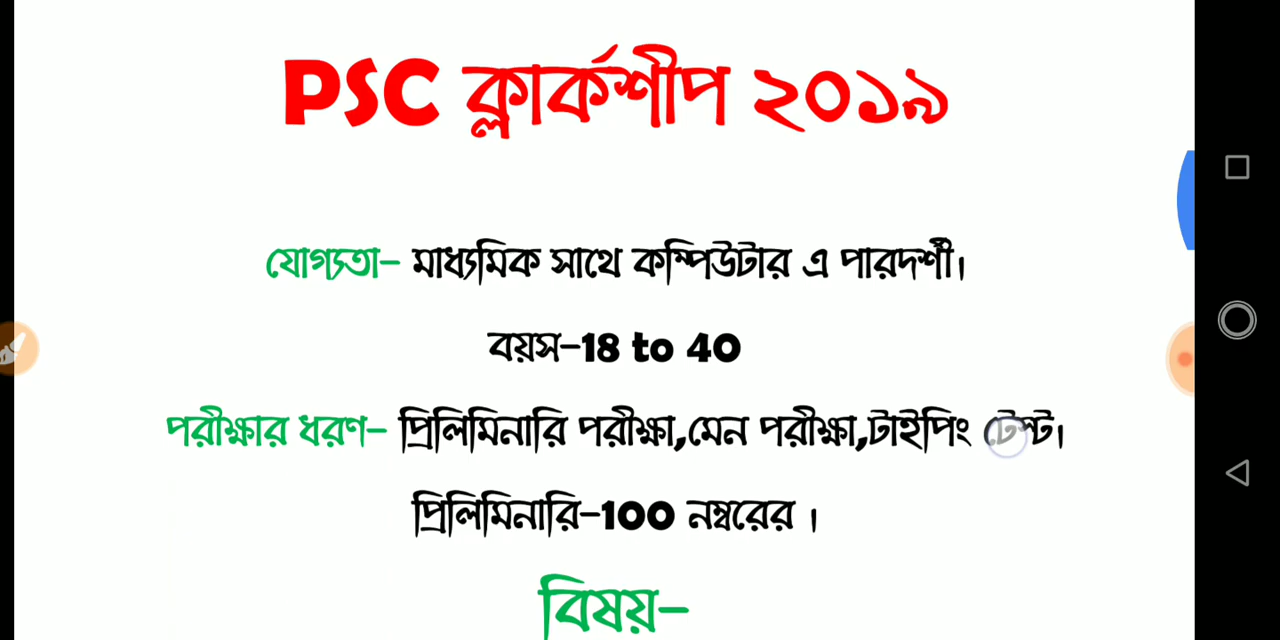 PSC ক্লার্কশীপ ২০১৯
যোগ্যতা- মাধ্যমিক সাথে কম্পিউটার এ পারদর্শী।
বয়স-18 to 40
পরীক্ষার ধরণ- প্রিলিমিনারি পরীক্ষা,মেন পরীক্ষা,টাইপিং টেস্ট।
প্রিলিমিনারি-100 নম্বরের ।
বিষয়-